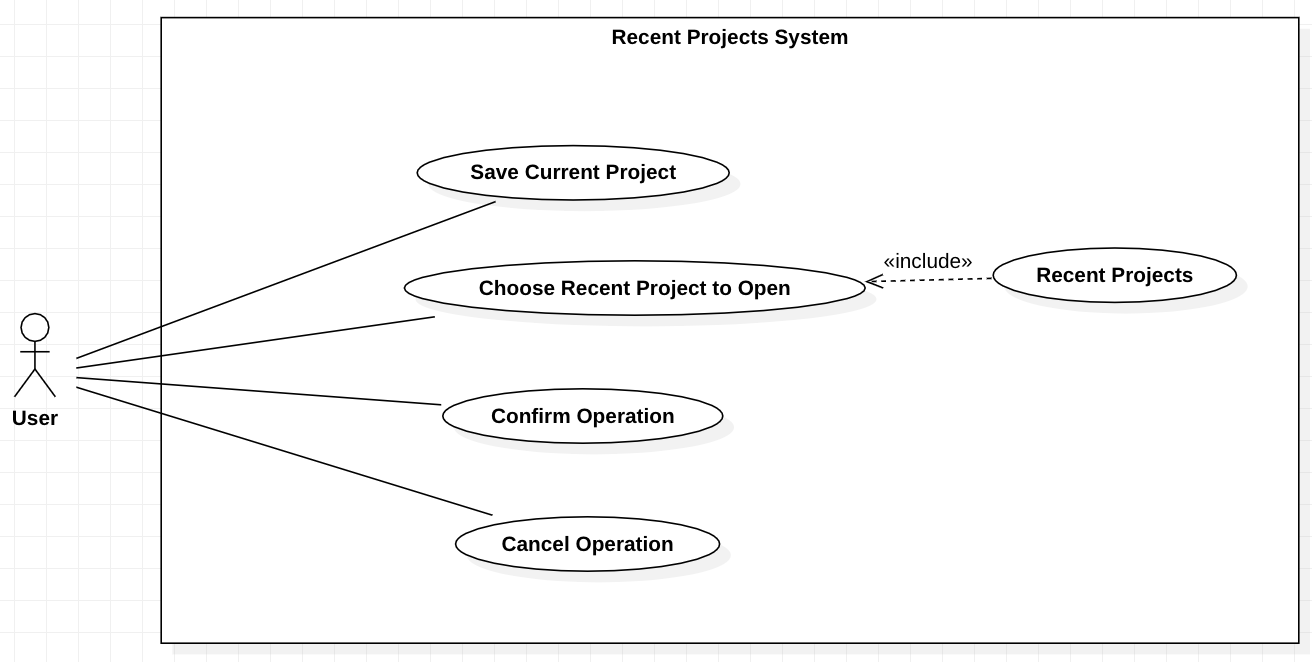 Recent Projects System
Save Current Project
«include»
Choose Recent Project to Open
Recent Projects
User
Confirm Operation
Cancel Operation